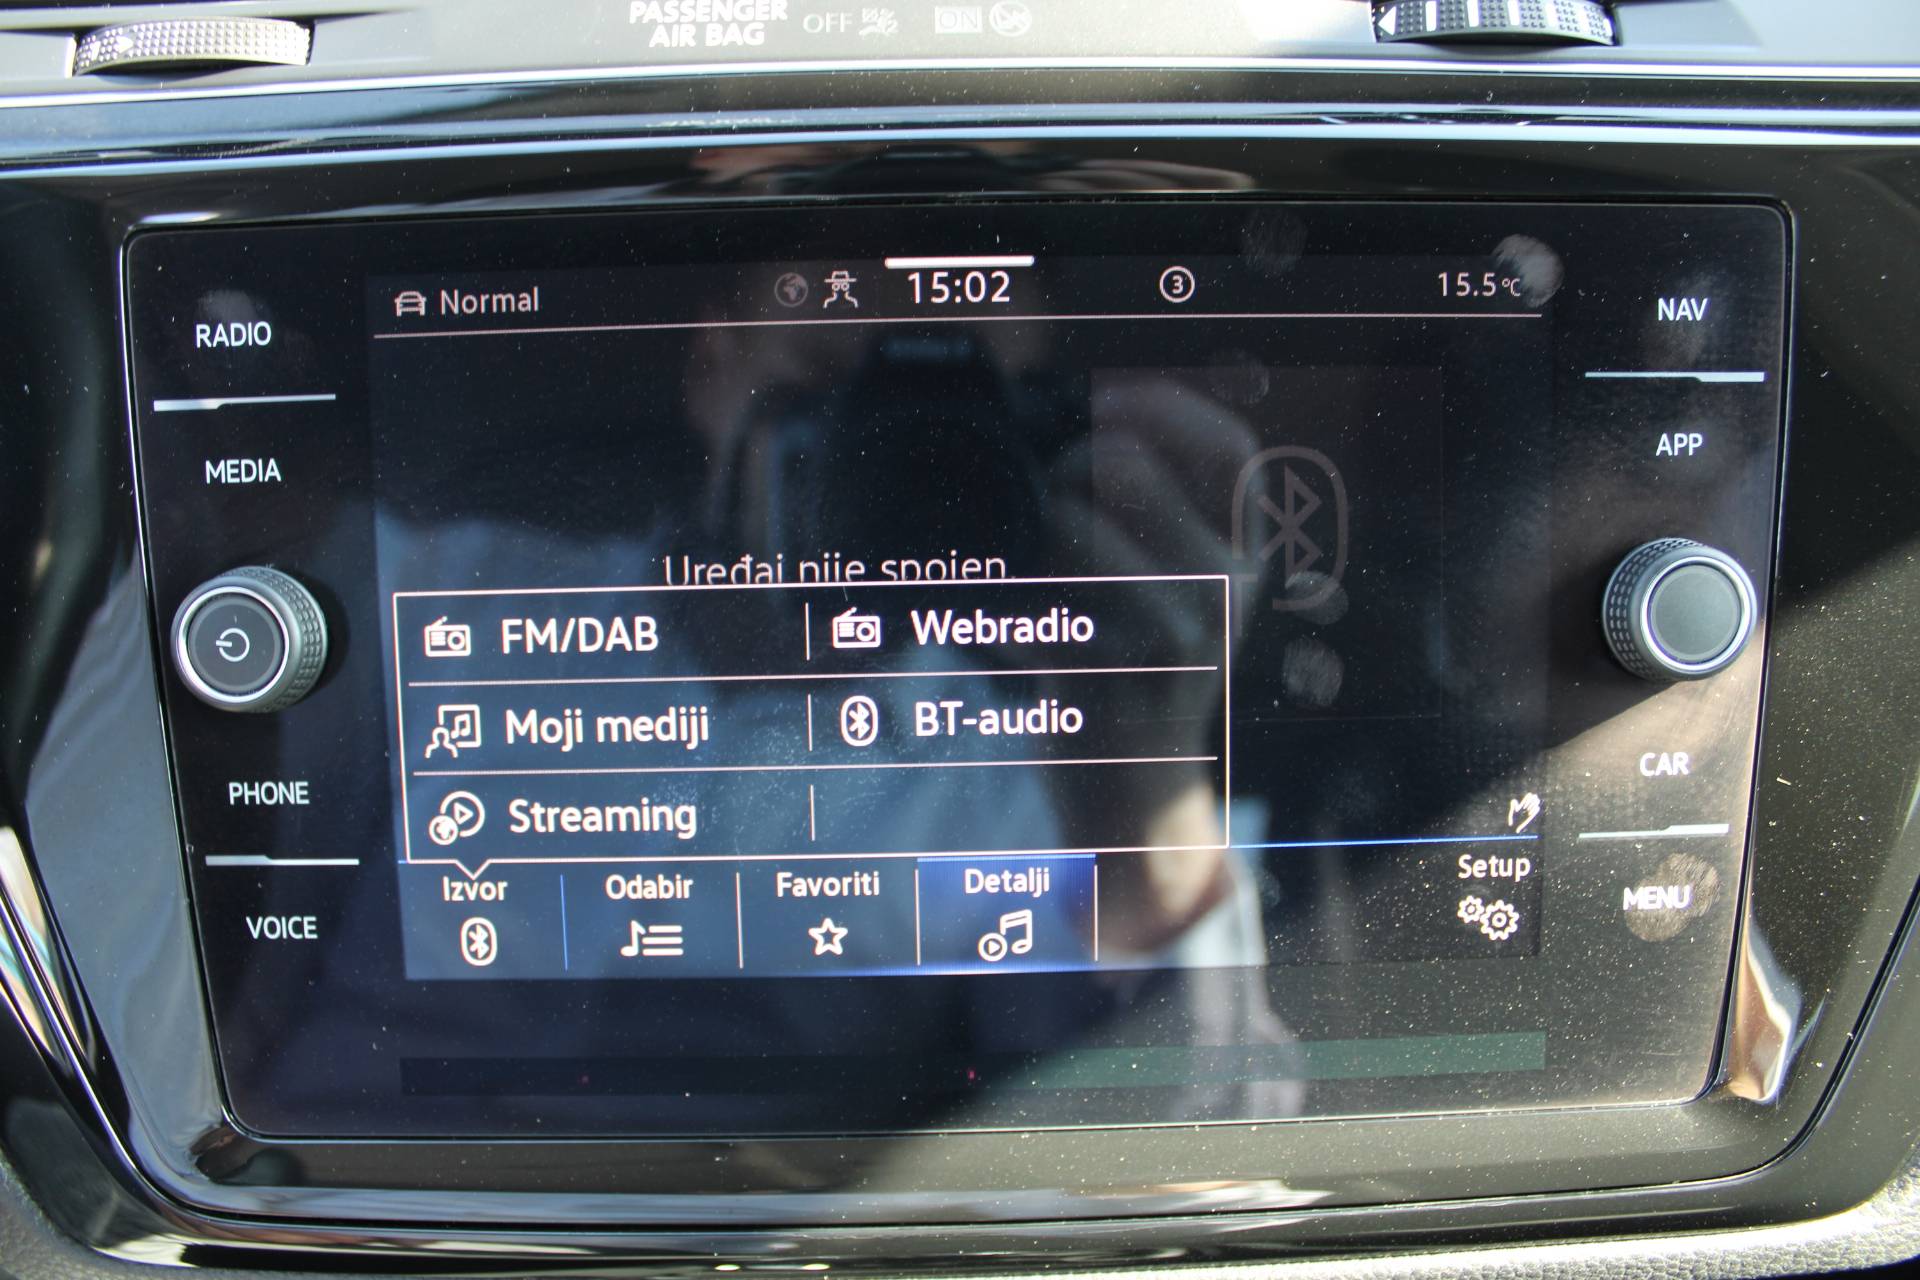 PASSENGER
AIR BAG
OFF
ON
Normal
15:02
3
15.5°C
RADIO
MEDIA
PHONE
VOICE
NAV
APP
CAR
MENU
Uređaj nije spojen.
FM/DAB
Webradio
Moji mediji
BT-audio
Streaming
Izvor
Odabir
Favoriti
Detalji
Setup